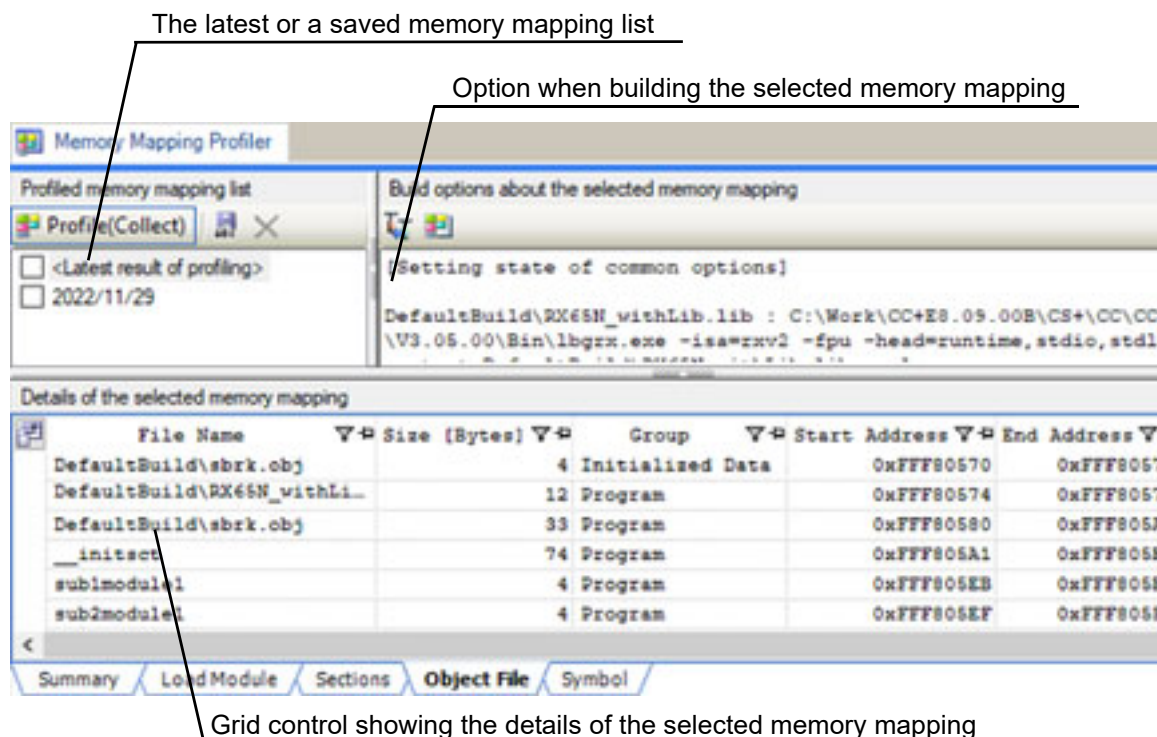 The latest or a saved memory mapping list
Option when building the selected memory mapping
Memory Mapping Profiler
Profiled memory mapping list
Build options about the selected memory mapping
Profile(Collect)
<Latest result of profiling>
2022/11/29
[Setting state of common options]
DefaultBuild\RX65N_withLib.lib : C:\Work\CC+E8.09.00B\CS+\CC\CC
\V3.05.00\Bin\lbgrx.exe -isa=rxv2 -fpu -head=runtime,stdio,stdl
Details of the selected memory mapping
File Name Size [Bytes] Group Start Address End Address
DefaultBuild\sbrk.obj 4 Initialized Data 0xFFF80570 0xFFF8057
DefaultBuild\RX65N_withLi… 12 Program 0xFFF80574 0xFFF8057
DefaultBuild\sbrk.obj 33 Program 0xFFF80580 0xFFF805
__initsct 74 Program 0xFFF805A1 0xFFF805
sub1module1 4 Program 0xFFF805EB 0xFFF805
sub2module1 4 Program 0xFFF805EF 0xFFF805
Summary Load Module Sections Object File Symbol
Grid control showing the details of the selected memory mapping